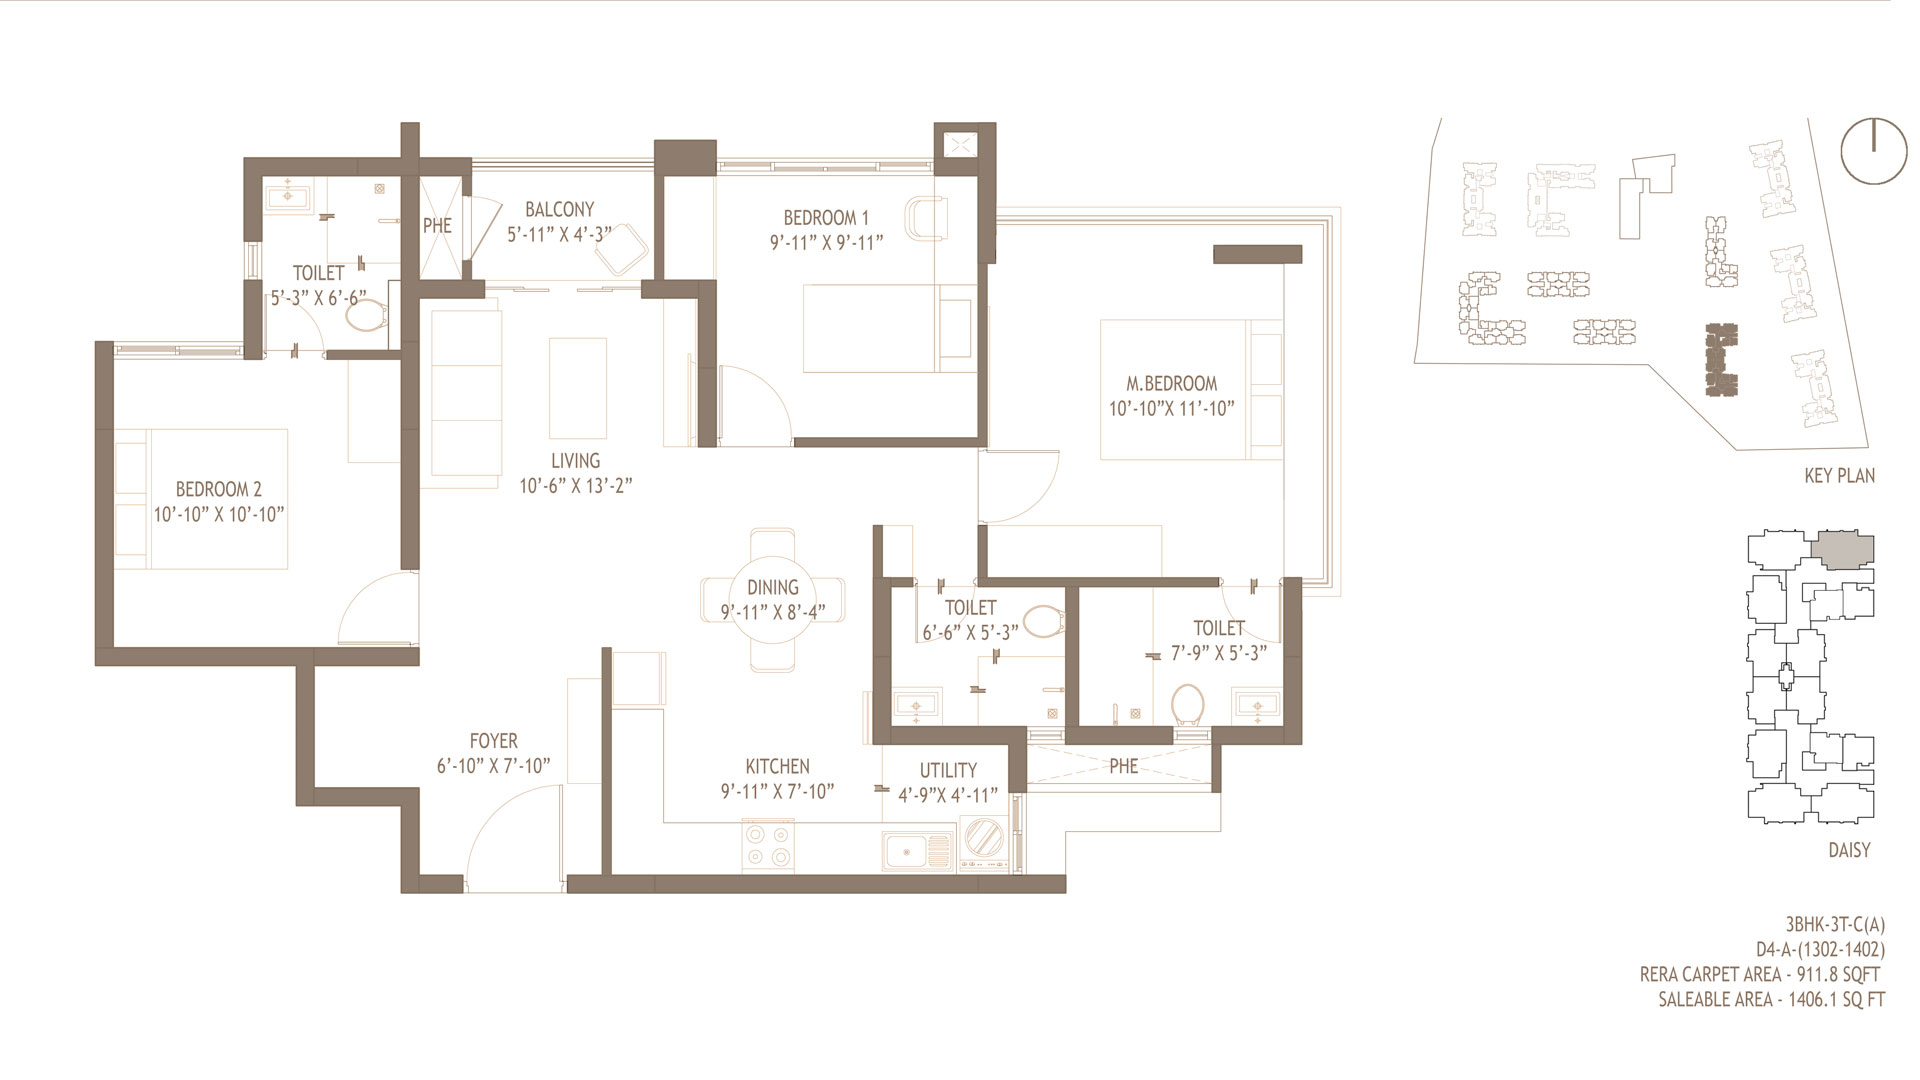 PHE
BALCONY
5’-11” X 4’-3”
BEDROOM 1
9’-11” X 9’-11”
TOILET
5’-3” X 6’-6”
M.BEDROOM
10’-10”X 11’-10”
LIVING
10’-6” X 13’-2”
BEDROOM 2
10’-10” X 10’-10”
DINING
9’-11” X 8’-4”
TOILET
6’-6” X 5’-3”
TOILET
7’-9” X 5’-3”
FOYER
6’-10” X 7’-10”
KITCHEN
9’-11” X 7’-10”
UTILITY
4’-9”X 4’-11”
PHE
KEY PLAN
DAISY
3BHK-3T-C(A)
D4-A-(1302-1402)
RERA CARPET AREA - 911.8 SQFT
SALEABLE AREA - 1406.1 SQ FT